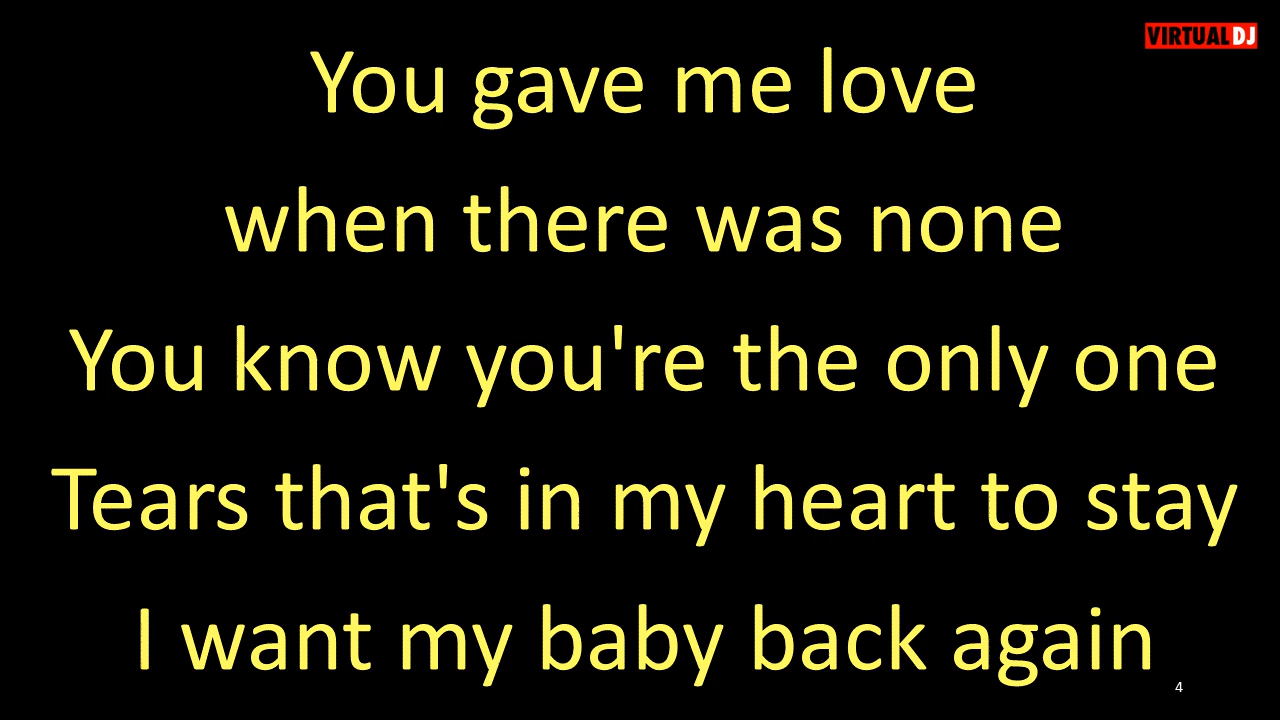 VIRTUAL DJ
You gave me love
when there was none
You know you're the only one
Tears that's in my heart to stay
I want my baby back again
4